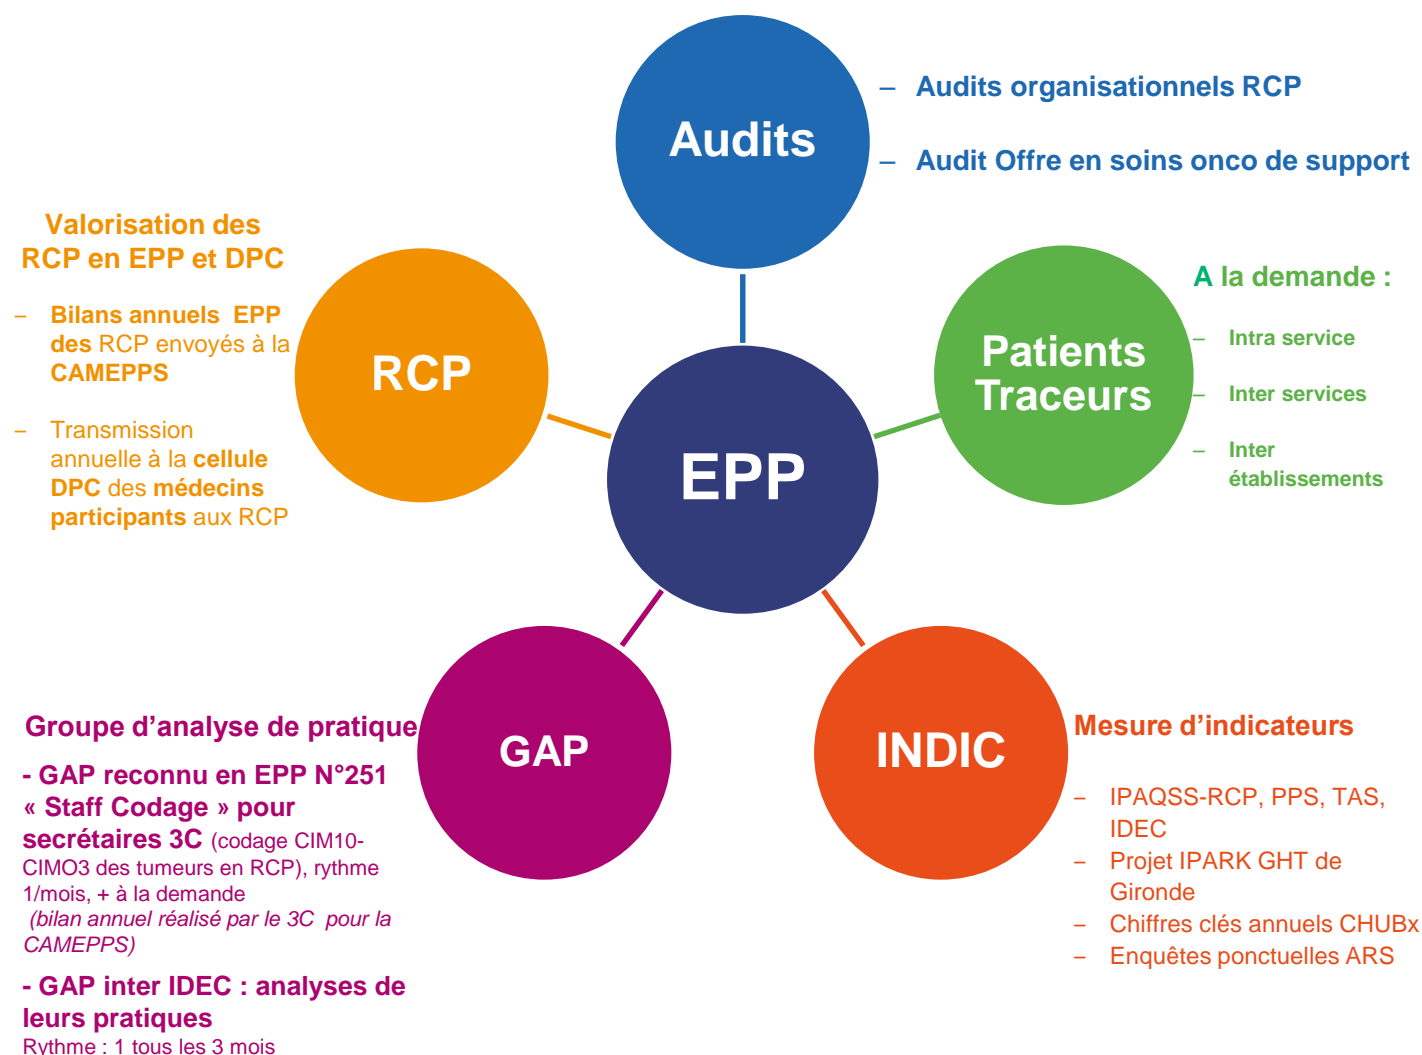 Audits
– Audits organisationnels RCP
– Audit Offre en soins onco de support
Valorisation des
RCP en EPP et DPC
– Bilans annuels EPP
des RCP envoyés à la
CAMEPPS
– Transmission
annuelle à la cellule
DPC des médecins
participants aux RCP
RCP
Patients
Traceurs
A la demande :
– Intra service
– Inter services
– Inter
établissements
EPP
Groupe d’analyse de pratique
- GAP reconnu en EPP N°251
« Staff Codage » pour
secrétaires 3C (codage CIM10-
CIMO3 des tumeurs en RCP), rythme
1/mois, + à la demande
(bilan annuel réalisé par le 3C pour la
CAMEPPS)
- GAP inter IDEC : analyses de
leurs pratiques
Rythme : 1 tous les 3 mois
GAP
INDIC
Mesure d’indicateurs
– IPAQSS-RCP, PPS, TAS,
IDEC
– Projet IPARK GHT de
Gironde
– Chiffres clés annuels CHUBx
– Enquêtes ponctuelles ARS